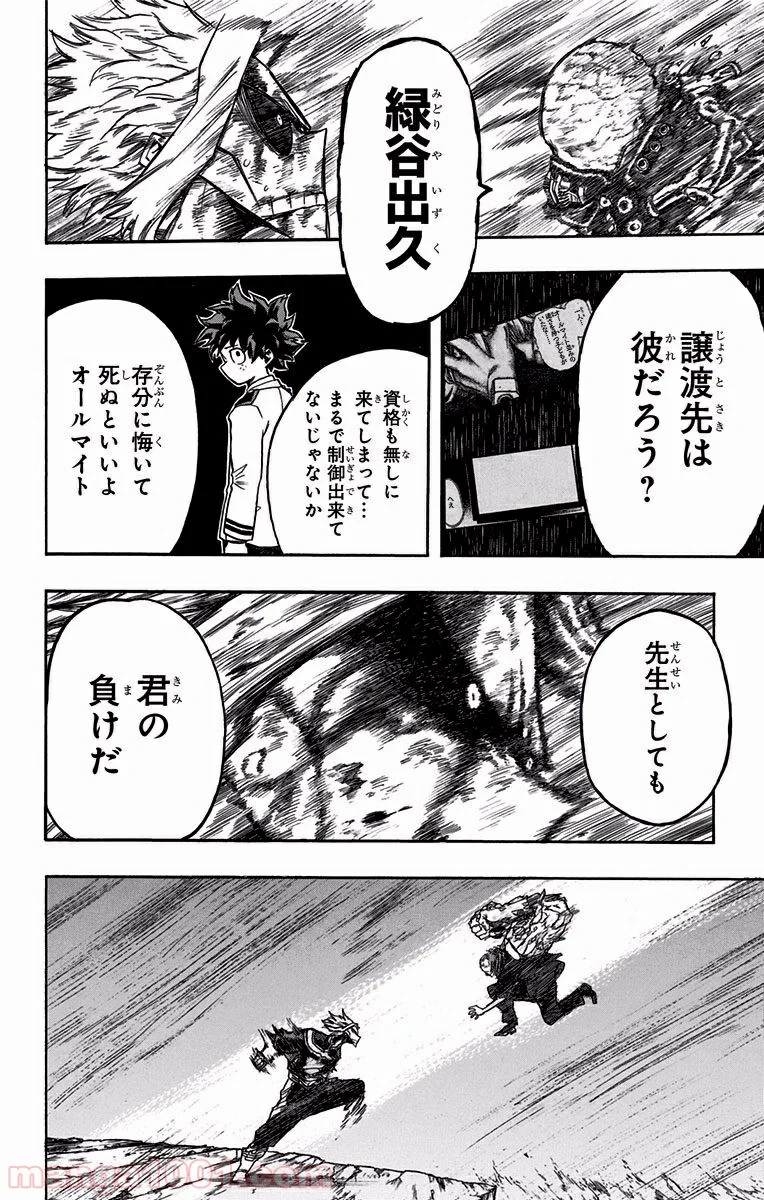 緑谷出久
譲渡先は
彼だろう?
へえ
資格も無しに
来てしまって…
まるで制御出来て
ないじゃないか
存分に悔いて
死ぬといいよ
オールマイト
先生としても
君の
負けだ